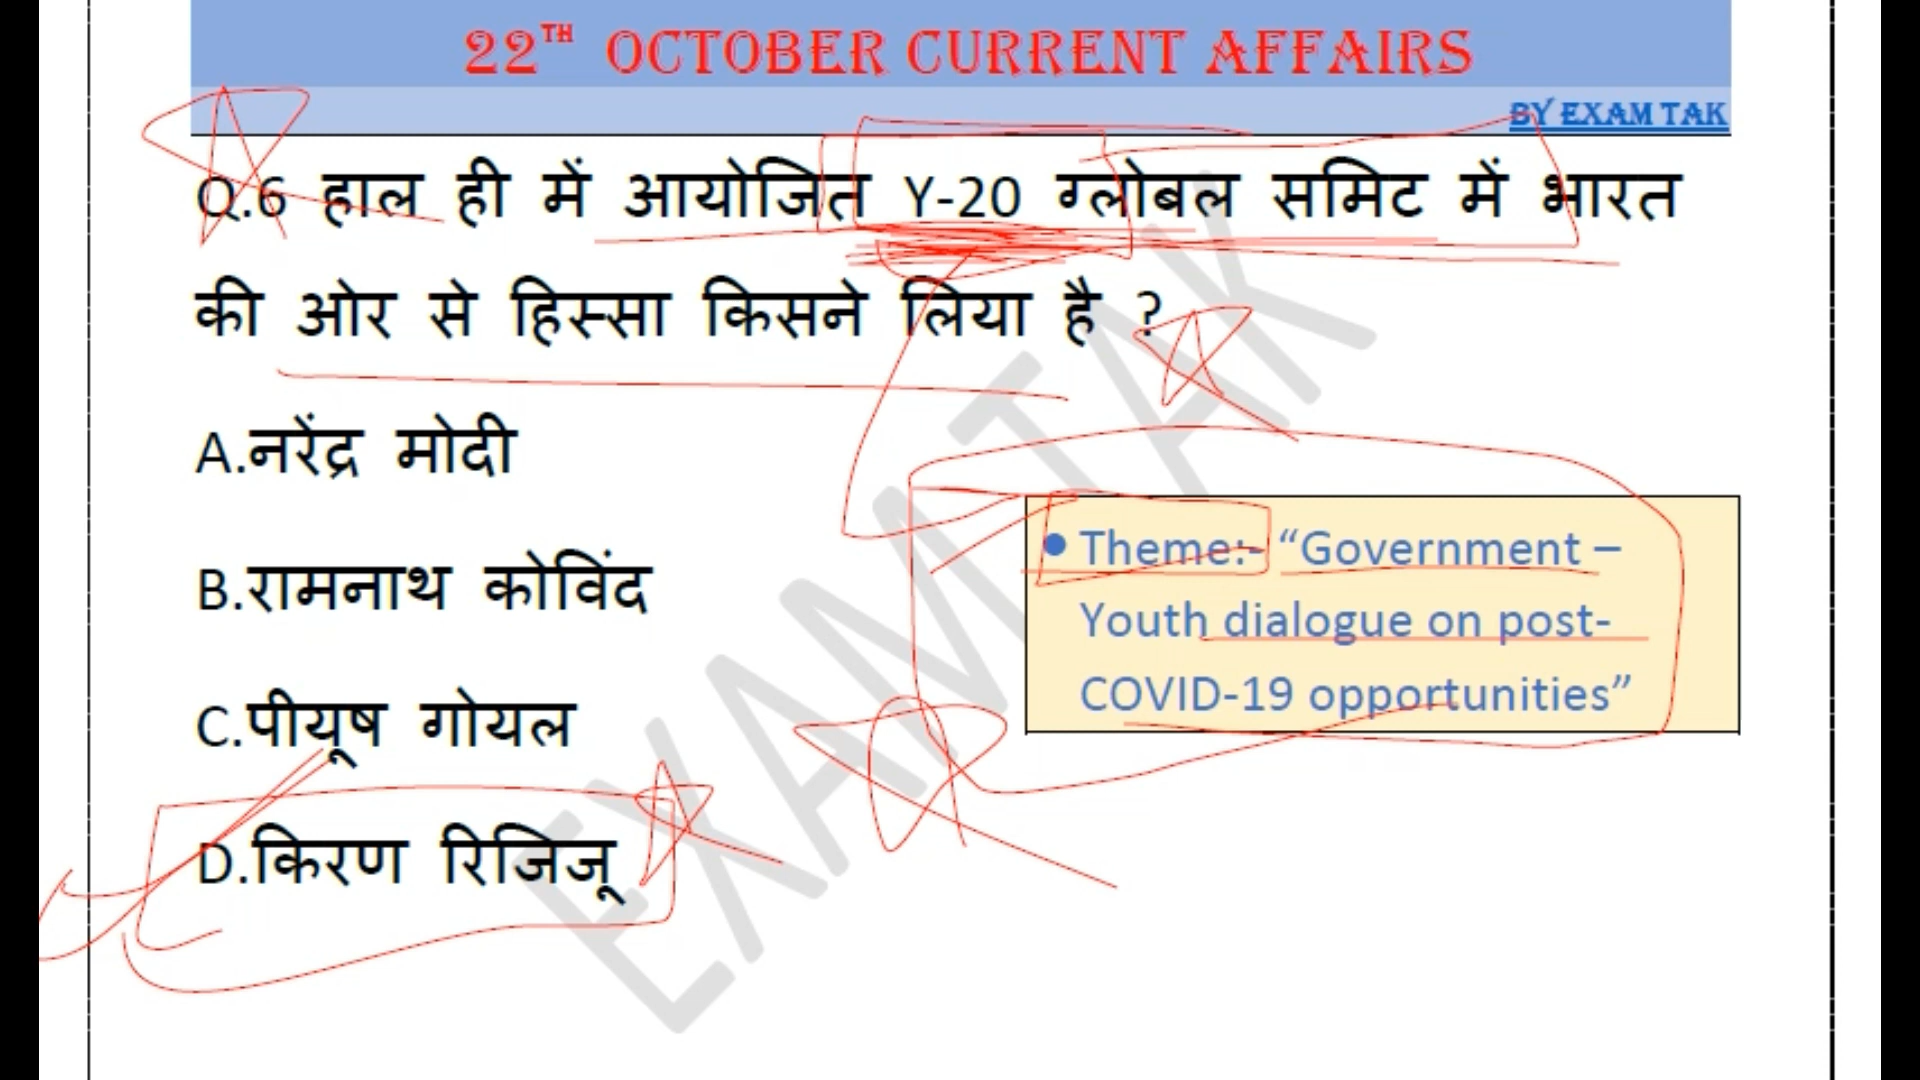 22TH OCTOBER CURRENT AFFAIRS
BY EXAM TAK
Q.6 हाल ही में आयोजित Y-20 ग्लोबल समिट में भारत
की ओर से हिस्सा किसने लिया है ?
A.नरेंद्र मोदी
B.रामनाथ कोविंद
C.पीयूष गोयल
D.किरण रिजिजू
• Theme:- “Government –
Youth dialogue on post-
COVID-19 opportunities”
EXAMTAK